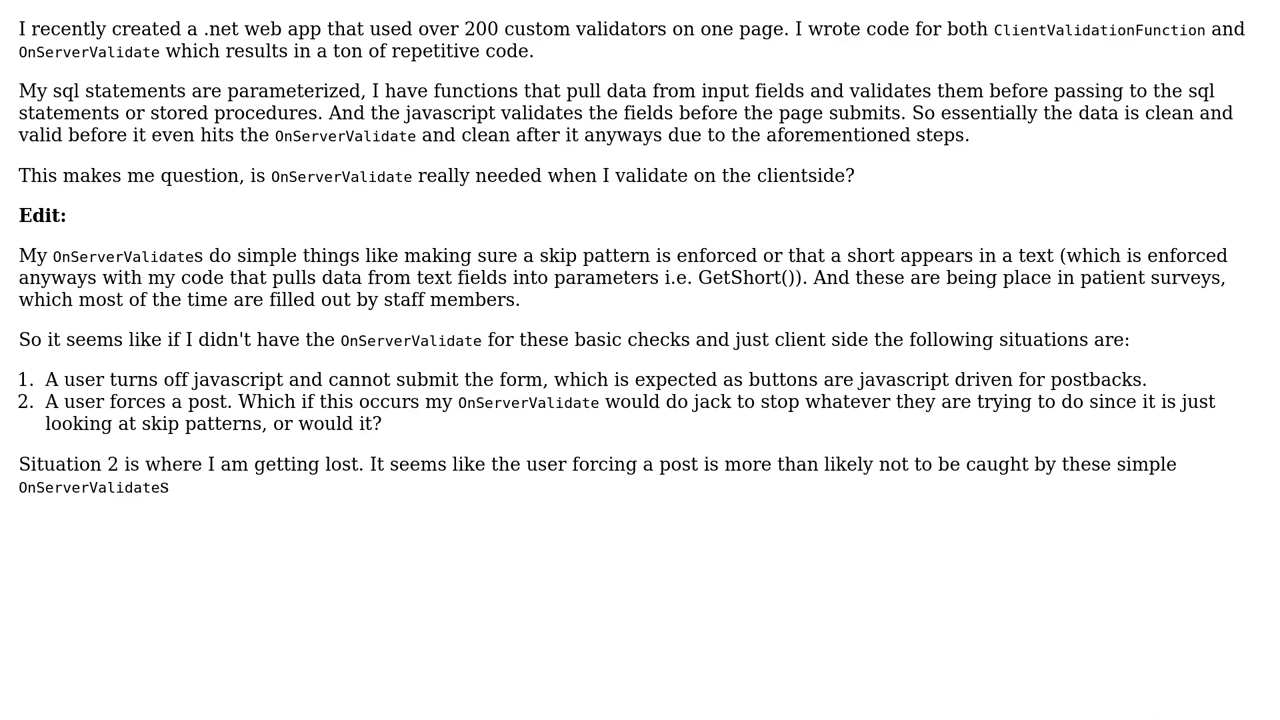 I recently created a .net web app that used over 200 custom validators on one page. I wrote code for both ClientValidationFunction and
OnServerValidate which results in a ton of repetitive code.
My sql statements are parameterized, I have functions that pull data from input fields and validates them before passing to the sql
statements or stored procedures. And the javascript validates the fields before the page submits. So essentially the data is clean and
valid before it even hits the OnServerValidate and clean after it anyways due to the aforementioned steps.
This makes me question, is OnServerValidate really needed when I validate on the clientside?
Edit:
My OnServerValidates do simple things like making sure a skip pattern is enforced or that a short appears in a text (which is enforced
anyways with my code that pulls data from text fields into parameters i.e. GetShort()). And these are being place in patient surveys,
which most of the time are filled out by staff members.
So it seems like if I didn't have the OnServerValidate for these basic checks and just client side the following situations are:
1. A user turns off javascript and cannot submit the form, which is expected as buttons are javascript driven for postbacks.
2. A user forces a post. Which if this occurs my OnServerValidate would do jack to stop whatever they are trying to do since it is just
looking at skip patterns, or would it?
Situation 2 is where I am getting lost. It seems like the user forcing a post is more than likely not to be caught by these simple
OnServerValidates